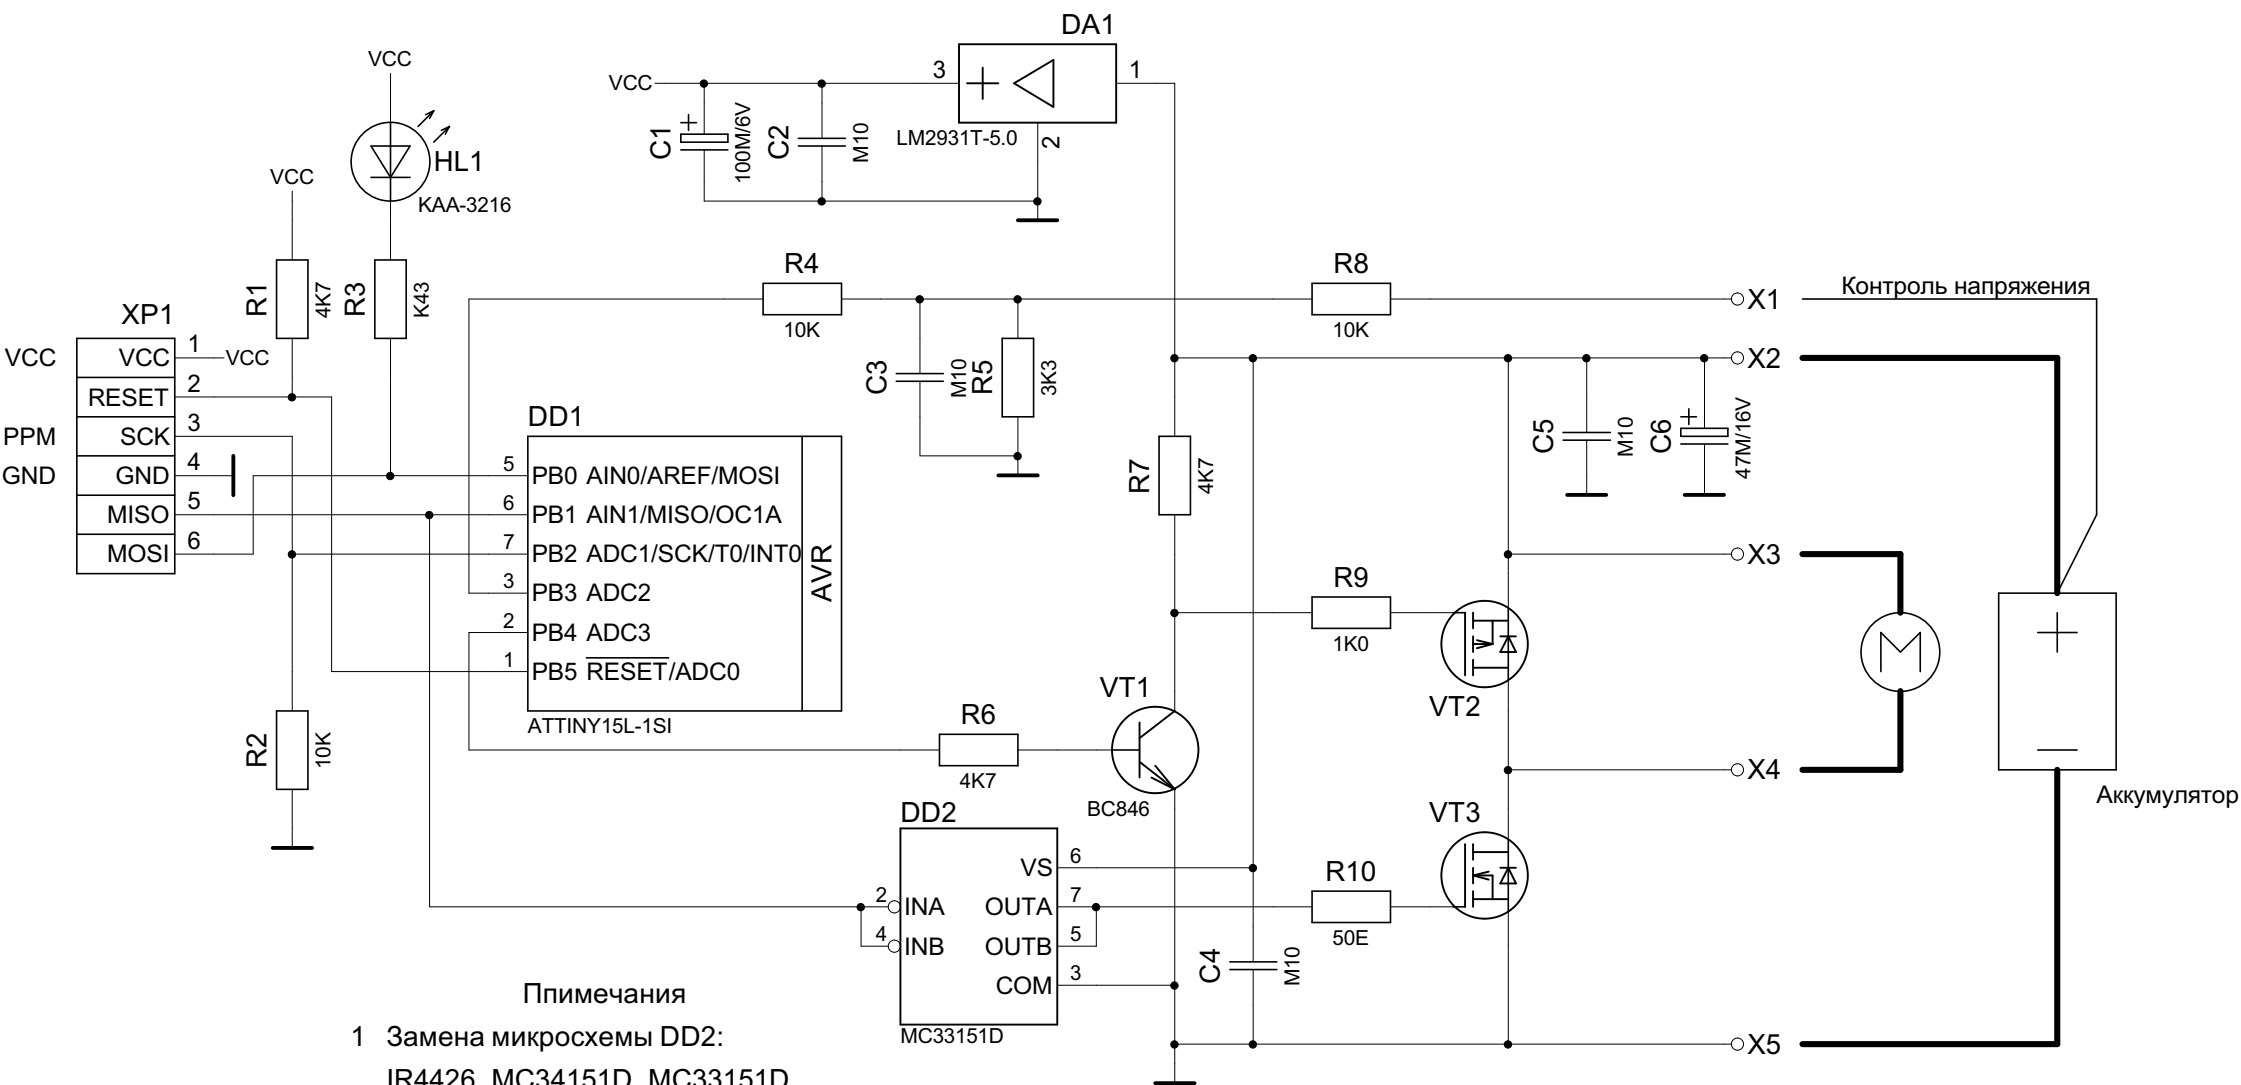 DA1
VCC
VCC
3
1
LM2931T-5.0
2
C1
100M/6V
C2
M10
HL1
KAA-3216
VCC
R1
4K7
R3
K43
R4
10K
R8
10K
X1
Контроль напряжения
XP1
VCC
VCC
1
VCC
RESET
2
PPM
SCK
3
GND
GND
4
MISO
5
MOSI
6
C3
M10
R5
3K3
X2
C5
M10
C6
47M/16V
R7
4K7
DD1
5
PB0 AIN0/AREF/MOSI
6
PB1 AIN1/MISO/OC1A
7
PB2 ADC1/SCK/T0/INT0
3
PB3 ADC2
2
PB4 ADC3
1
PB5 RESET/ADC0
AVR
ATTINY15L-1SI
X3
R9
1K0
VT2
M
R2
10K
R6
4K7
VT1
BC846
X4
Аккумулятор
DD2
VS
6
2
INA
OUTA
7
4
INB
OUTB
5
COM
3
MC33151D
VT3
R10
50E
C4
M10
X5
Ппимечания
1 Замена микросхемы DD2:
IR4426, MC34151D, MC33151D